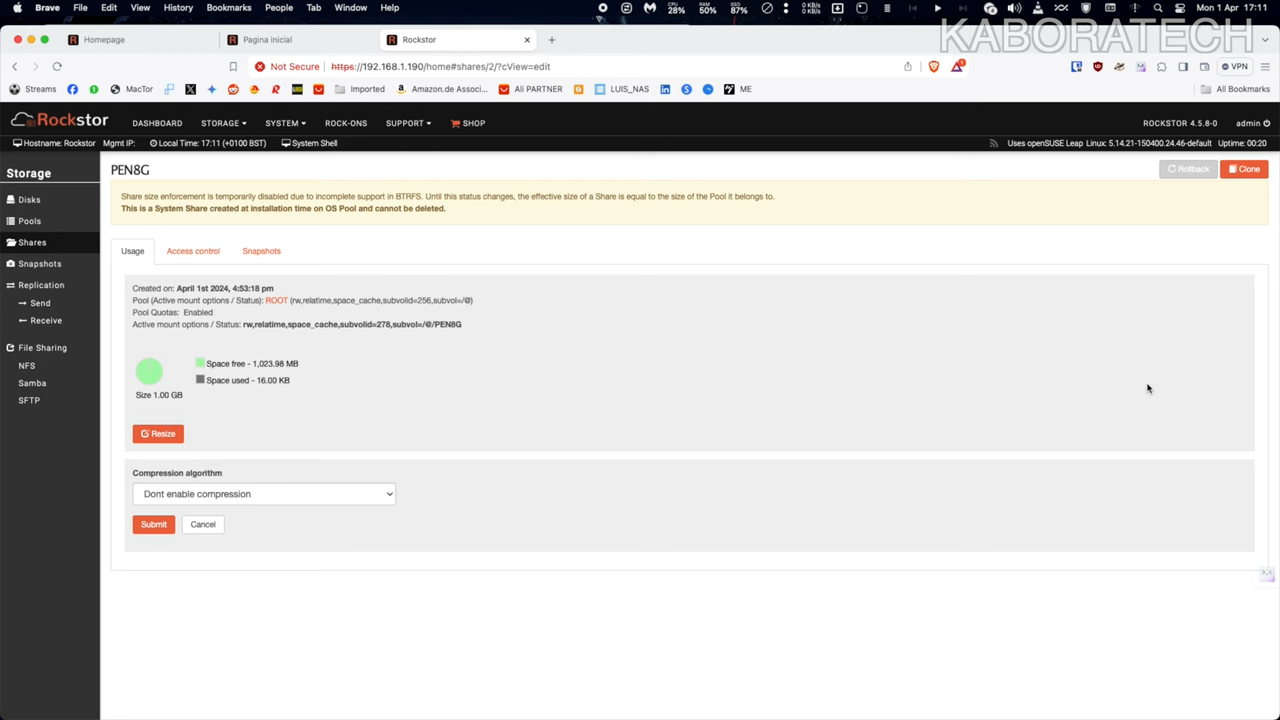 Brave File Edit View History Bookmarks People Tab Window Help CPU 28% RAM 50% SSD 87% 0 KB/s Mon 1 Apr 17:11
KABORATECH
Homepage Pagina inicial Rockstor
Not Secure https://192.168.1.190/home#shares/2/?cView=edit VPN
Streams MacTor Imported Amazon.de Associ... Ali PARTNER LUIS_NAS ME All Bookmarks
Rockstor DASHBOARD STORAGE SYSTEM ROCK-ONS SUPPORT SHOP ROCKSTOR 4.5.8-0 admin
Hostname: Rockstor Mgmt IP: Local Time: 17:11 (+0100 BST) System Shell Uses openSUSE Leap Linux: 5.14.21-150400.24.46-default Uptime: 00:20
Storage
Disks
Pools
Shares
Snapshots
Replication
Send
Receive
File Sharing
NFS
Samba
SFTP
PEN8G
Rollback Clone
Share size enforcement is temporarily disabled due to incomplete support in BTRFS. Until this status changes, the effective size of a Share is equal to the size of the Pool it belongs to.
This is a System Share created at installation time on OS Pool and cannot be deleted.
Usage Access control Snapshots
Created on: April 1st 2024, 4:53:18 pm
Pool (Active mount options / Status): ROOT (rw,relatime,space_cache,subvolid=256,subvol=/@)
Pool Quotas: Enabled
Active mount options / Status: rw,relatime,space_cache,subvolid=278,subvol=/@/PEN8G
Space free - 1,023.98 MB
Space used - 16.00 KB
Size 1.00 GB
Resize
Compression algorithm
Dont enable compression
Submit Cancel